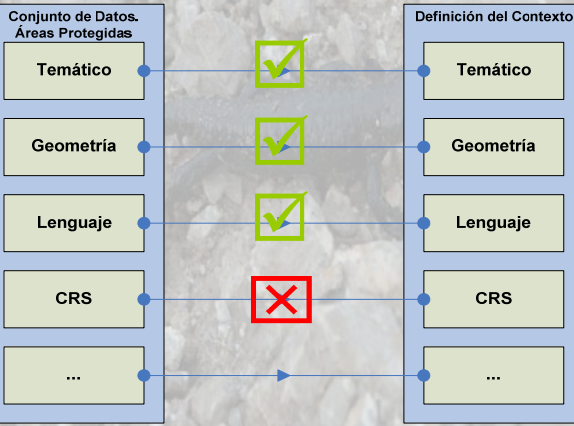 Conjunto de Datos.
Áreas Protegidas
Definición del Contexto
Temático
Temático
Geometría
Geometría
Lenguaje
Lenguaje
CRS
CRS
...
...